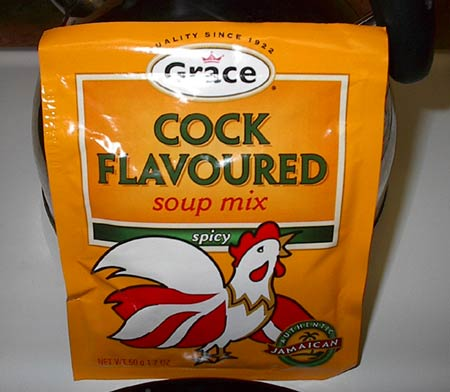 QUALITY SINCE 1922
Grace
COCK
FLAVOURED
soup mix
spicy
NET WT. 50 g 1.7 OZ
AUTHENTIC
JAMAICAN